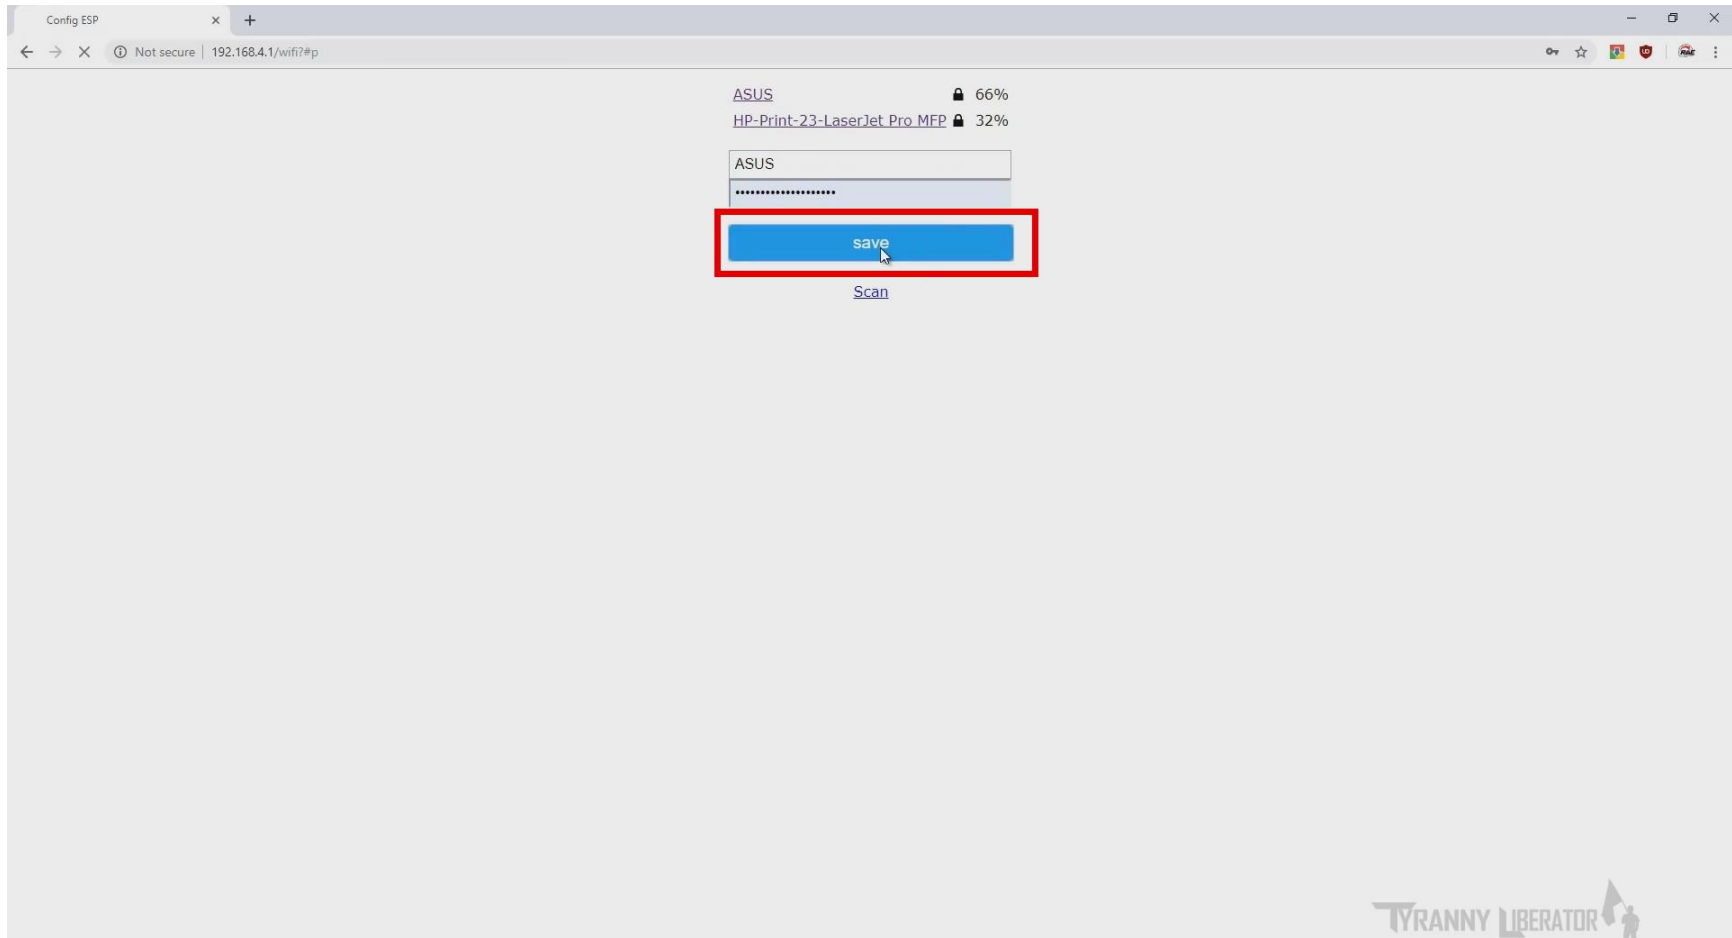 Config ESP
Not secure | 192.168.4.1/wifi?#p
ASUS 66%
HP-Print-23-LaserJet Pro MFP 32%
ASUS
••••••••••••••••••••
save
Scan
TYRANNY LIBERATOR